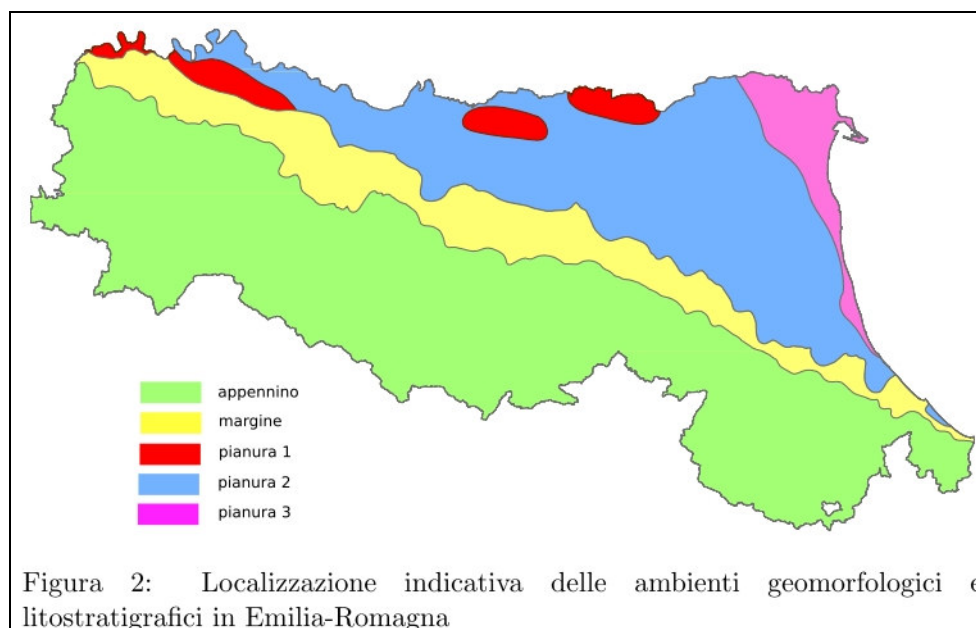 appennino
margine
pianura 1
pianura 2
pianura 3
Figura 2: Localizzazione indicativa delle ambienti geomorfologici e
litostratigrafici in Emilia-Romagna